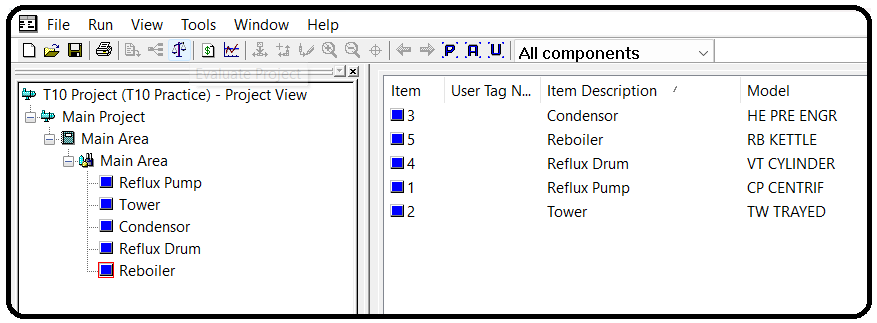 File Run View Tools Window Help
P A U All components
Evaluate Project
T10 Project (T10 Practice) - Project View
Main Project
Main Area
Main Area
Reflux Pump
Tower
Condensor
Reflux Drum
Reboiler
Item User Tag N... Item Description Model
3 Condensor HE PRE ENGR
5 Reboiler RB KETTLE
4 Reflux Drum VT CYLINDER
1 Reflux Pump CP CENTRIF
2 Tower TW TRAYED